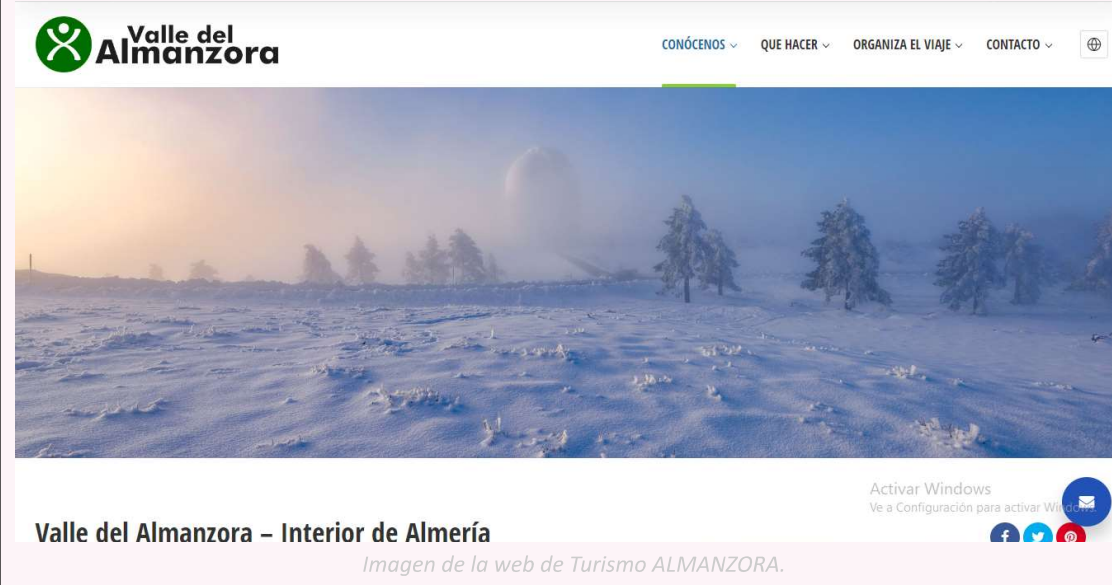 Valle del
Almanzora
CONÓCENOS
QUE HACER
ORGANIZA EL VIAJE
CONTACTO
Activar Windows
Ve a Configuración para activar Windows.
Valle del Almanzora – Interior de Almería
Imagen de la web de Turismo ALMANZORA.